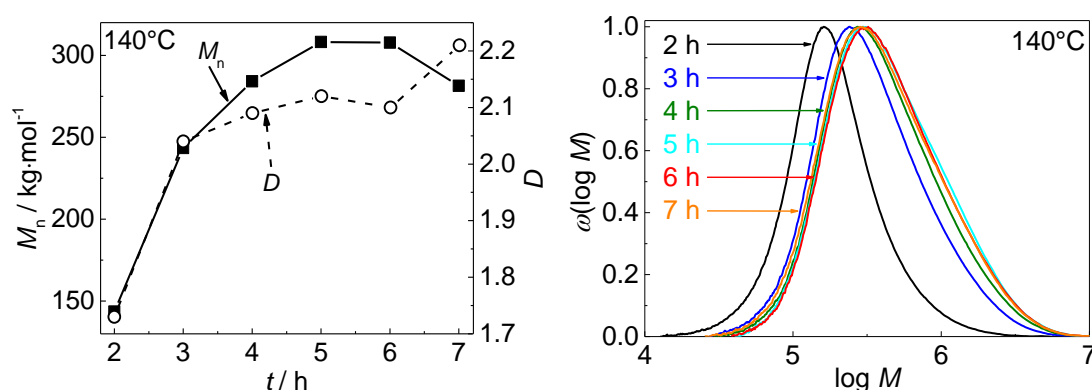 140°C
Mn
D
300
250
200
150
Mn / kg·mol-1
2.2
2.1
2.0
1.9
1.8
1.7
D
2 3 4 5 6 7
t / h
140°C
2 h
3 h
4 h
5 h
6 h
7 h
1.0
0.8
0.6
0.4
0.2
0.0
ω(log M)
4 5 6 7
log M